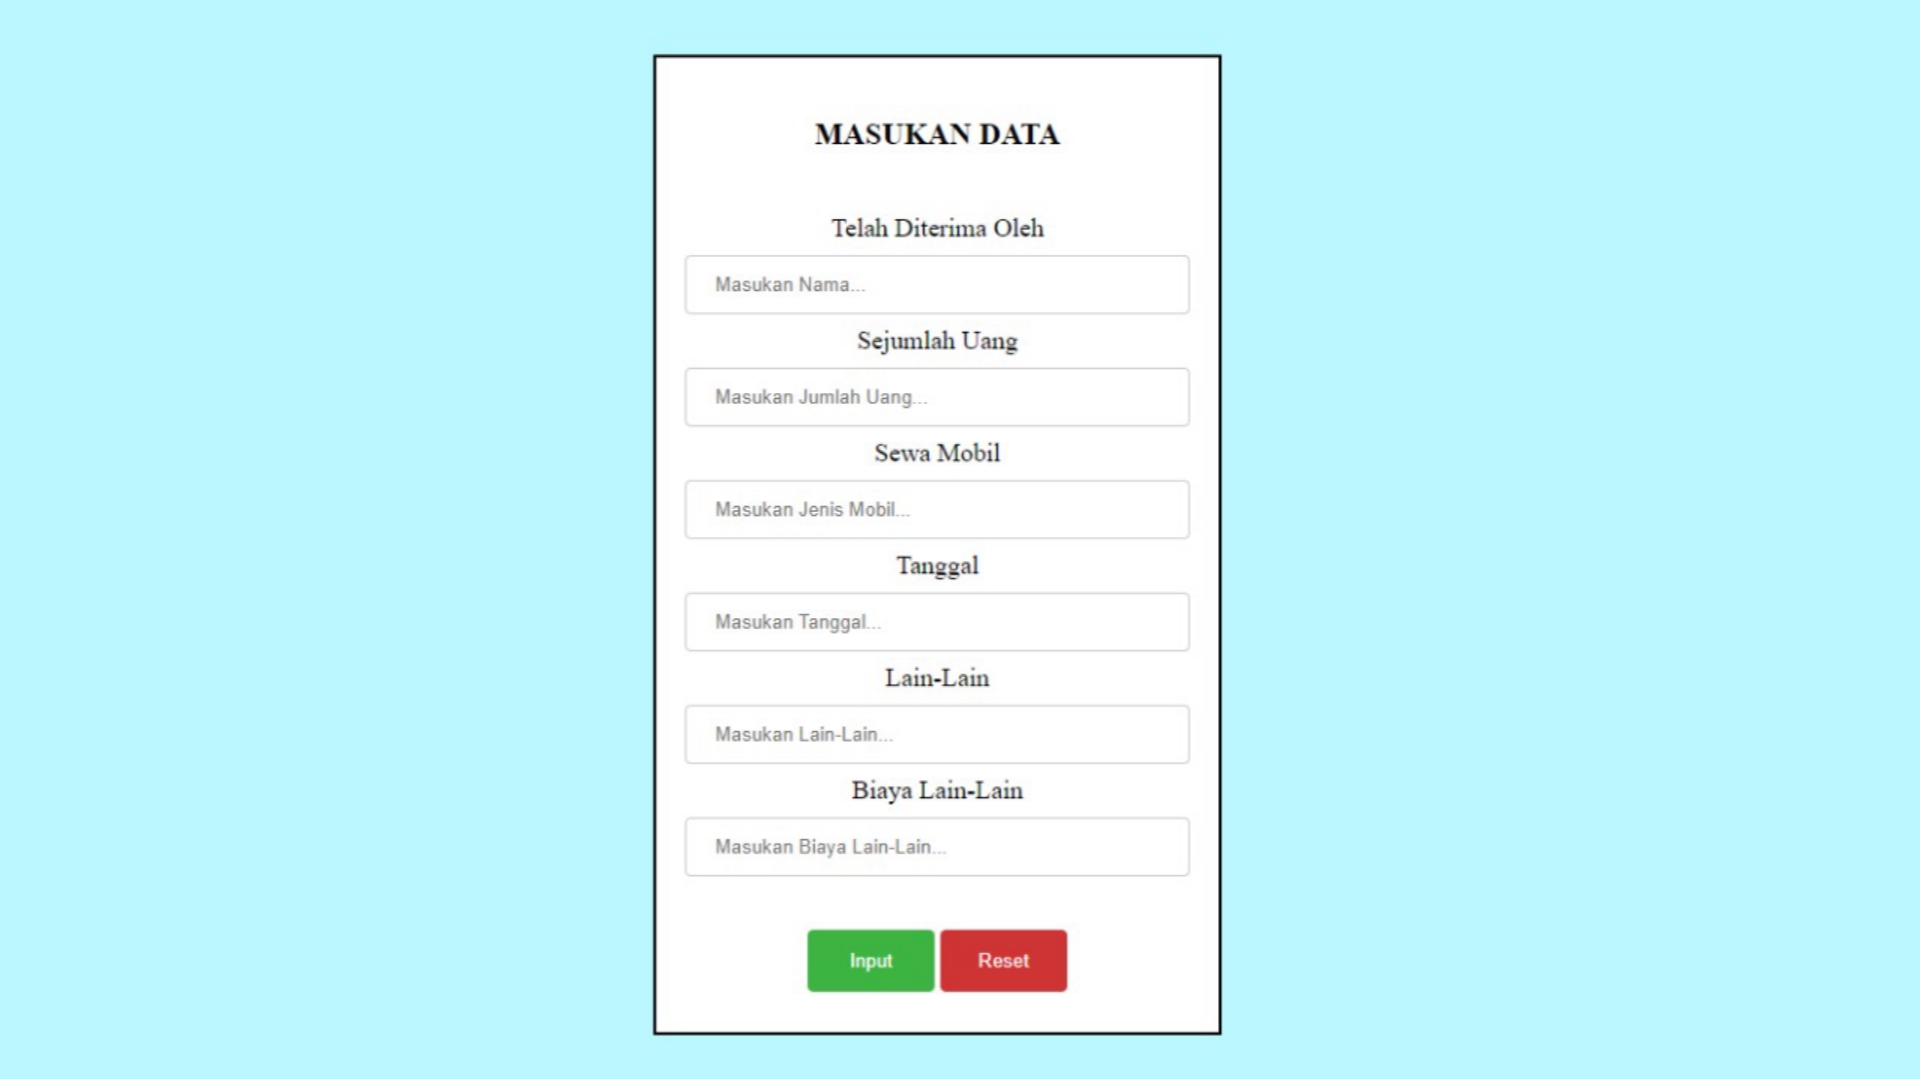 MASUKAN DATA
Telah Diterima Oleh
Masukan Nama...
Sejumlah Uang
Masukan Jumlah Uang...
Sewa Mobil
Masukan Jenis Mobil...
Tanggal
Masukan Tanggal...
Lain-Lain
Masukan Lain-Lain...
Biaya Lain-Lain
Masukan Biaya Lain-Lain...
Input Reset